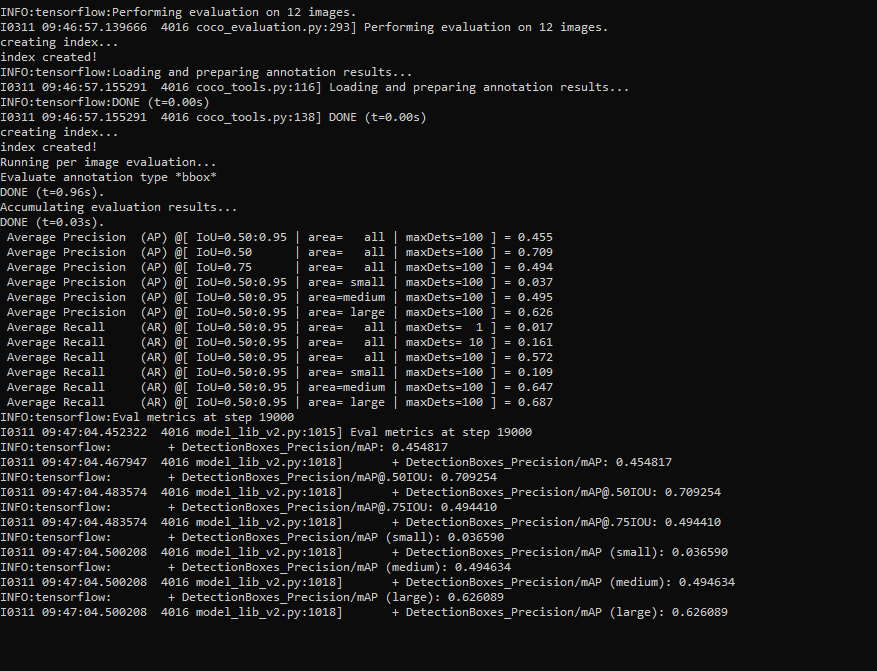 INFO:tensorflow:Performing evaluation on 12 images.
I0311 09:46:57.139666  4016 coco_evaluation.py:293] Performing evaluation on 12 images.
creating index...
index created!
INFO:tensorflow:Loading and preparing annotation results...
I0311 09:46:57.155291  4016 coco_tools.py:116] Loading and preparing annotation results...
INFO:tensorflow:DONE (t=0.00s)
I0311 09:46:57.155291  4016 coco_tools.py:138] DONE (t=0.00s)
creating index...
index created!
Running per image evaluation...
Evaluate annotation type *bbox*
DONE (t=0.96s).
Accumulating evaluation results...
DONE (t=0.03s).
 Average Precision  (AP) @[ IoU=0.50:0.95 | area=   all | maxDets=100 ] = 0.455
 Average Precision  (AP) @[ IoU=0.50      | area=   all | maxDets=100 ] = 0.709
 Average Precision  (AP) @[ IoU=0.75      | area=   all | maxDets=100 ] = 0.494
 Average Precision  (AP) @[ IoU=0.50:0.95 | area= small | maxDets=100 ] = 0.037
 Average Precision  (AP) @[ IoU=0.50:0.95 | area=medium | maxDets=100 ] = 0.495
 Average Precision  (AP) @[ IoU=0.50:0.95 | area= large | maxDets=100 ] = 0.626
 Average Recall     (AR) @[ IoU=0.50:0.95 | area=   all | maxDets=  1 ] = 0.017
 Average Recall     (AR) @[ IoU=0.50:0.95 | area=   all | maxDets= 10 ] = 0.161
 Average Recall     (AR) @[ IoU=0.50:0.95 | area=   all | maxDets=100 ] = 0.572
 Average Recall     (AR) @[ IoU=0.50:0.95 | area= small | maxDets=100 ] = 0.109
 Average Recall     (AR) @[ IoU=0.50:0.95 | area=medium | maxDets=100 ] = 0.647
 Average Recall     (AR) @[ IoU=0.50:0.95 | area= large | maxDets=100 ] = 0.687
INFO:tensorflow:Eval metrics at step 19000
I0311 09:47:04.452322  4016 model_lib_v2.py:1015] Eval metrics at step 19000
INFO:tensorflow:        + DetectionBoxes_Precision/mAP: 0.454817
I0311 09:47:04.467947  4016 model_lib_v2.py:1018]       + DetectionBoxes_Precision/mAP: 0.454817
INFO:tensorflow:        + DetectionBoxes_Precision/mAP@.50IOU: 0.709254
I0311 09:47:04.483574  4016 model_lib_v2.py:1018]       + DetectionBoxes_Precision/mAP@.50IOU: 0.709254
INFO:tensorflow:        + DetectionBoxes_Precision/mAP@.75IOU: 0.494410
I0311 09:47:04.483574  4016 model_lib_v2.py:1018]       + DetectionBoxes_Precision/mAP@.75IOU: 0.494410
INFO:tensorflow:        + DetectionBoxes_Precision/mAP (small): 0.036590
I0311 09:47:04.500208  4016 model_lib_v2.py:1018]       + DetectionBoxes_Precision/mAP (small): 0.036590
INFO:tensorflow:        + DetectionBoxes_Precision/mAP (medium): 0.494634
I0311 09:47:04.500208  4016 model_lib_v2.py:1018]       + DetectionBoxes_Precision/mAP (medium): 0.494634
INFO:tensorflow:        + DetectionBoxes_Precision/mAP (large): 0.626089
I0311 09:47:04.500208  4016 model_lib_v2.py:1018]       + DetectionBoxes_Precision/mAP (large): 0.626089